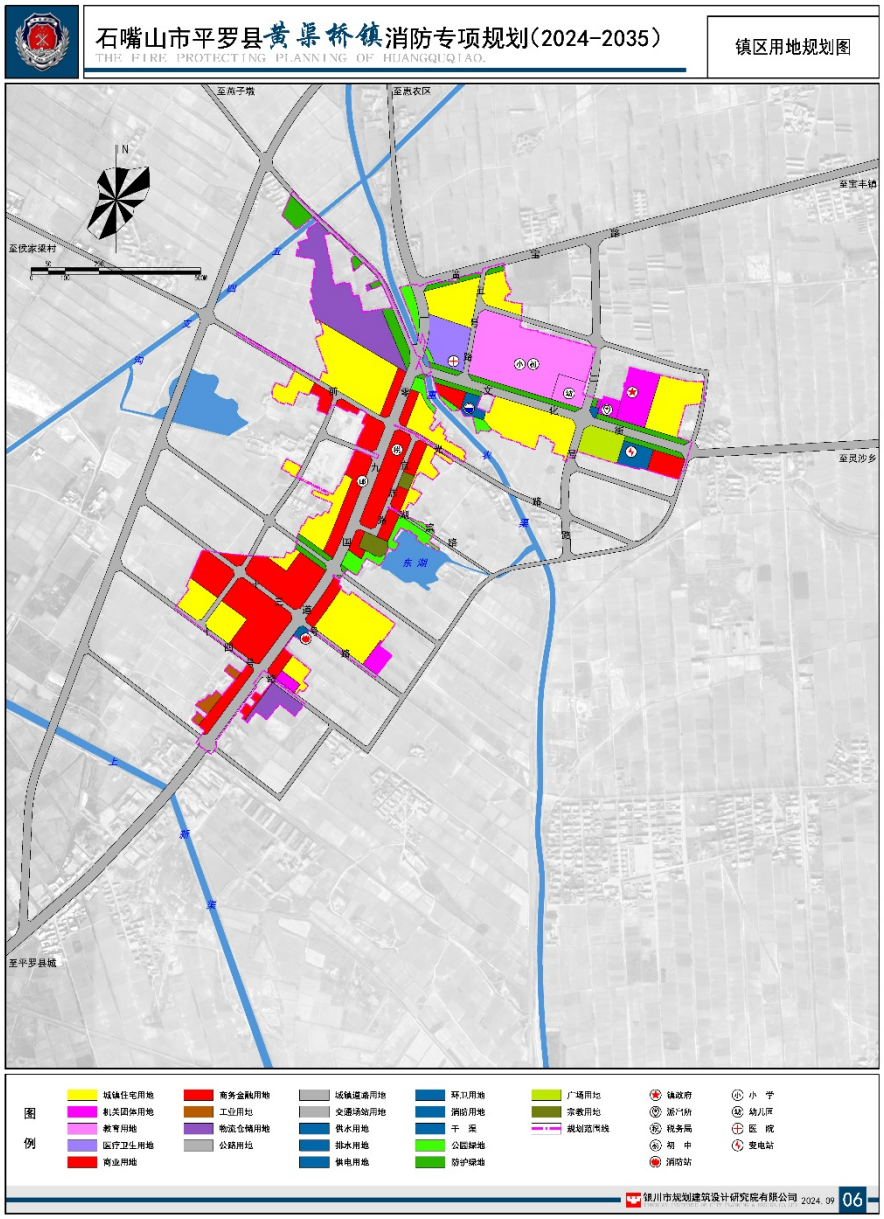 石嘴山市平罗县黄渠桥镇消防专项规划(2024-2035)
THE FIRE PROTECTING PLANNING OF HUANGQUQIAO.
镇区用地规划图
至燕子墩
至惠农区
N
至宝丰镇
至侯家梁村
至灵沙乡
至平罗县城
东湖
上
新
渠
图例
城镇住宅用地
机关团体用地
教育用地
医疗卫生用地
商业用地
商务金融用地
工业用地
物流仓储用地
公路用地
城镇道路用地
交通场站用地
供水用地
排水用地
供电用地
环卫用地
消防用地
干 渠
公园绿地
防护绿地
广场用地
宗教用地
规划范围线
镇政府
派出所
税务局
初 中
消防站
小 学
幼儿园
医 院
变电站
银川市规划建筑设计研究院有限公司 2024.09 06